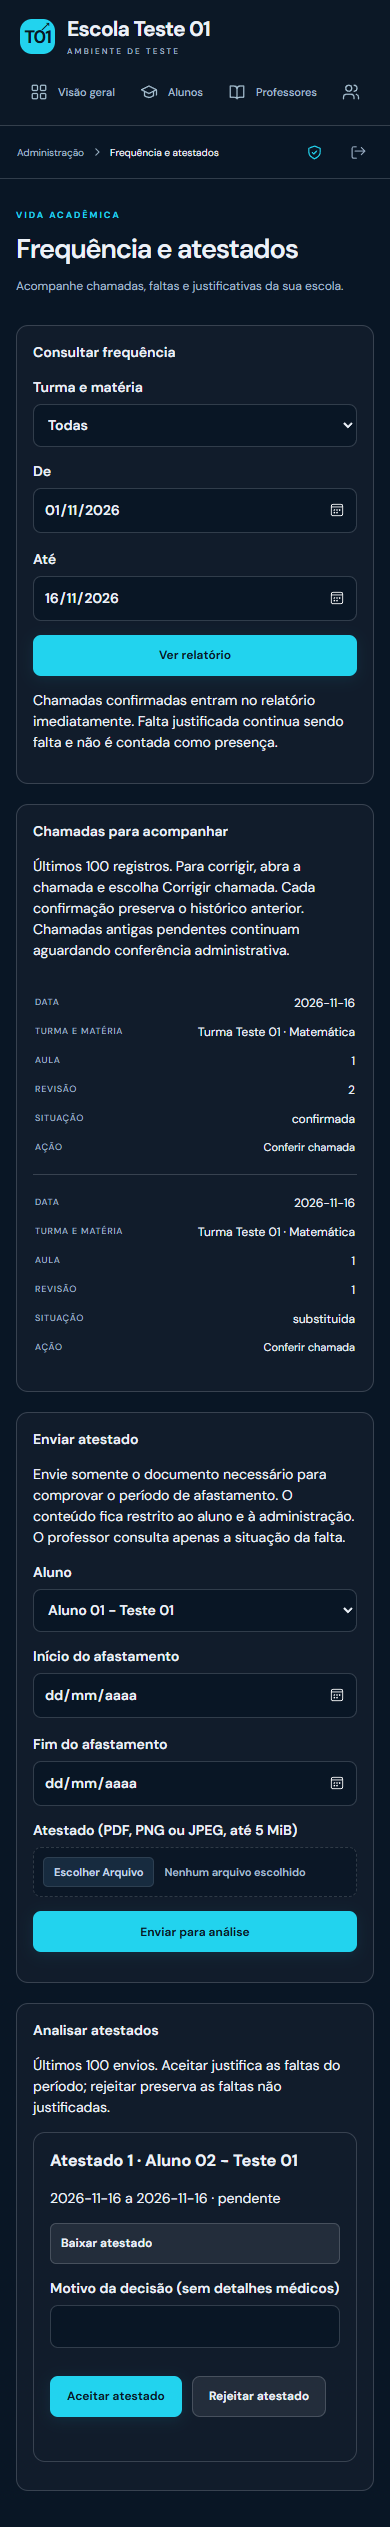 TO1
Escola Teste 01
AMBIENTE DE TESTE
Visão geral
Alunos
Professores
Administração
Frequência e atestados
VIDA ACADÊMICA
Frequência e atestados
Acompanhe chamadas, faltas e justificativas da sua escola.
Consultar frequência
Turma e matéria
Todas
De
01/11/2026
Até
16/11/2026
Ver relatório
Chamadas confirmadas entram no relatório
imediatamente. Falta justificada continua sendo
falta e não é contada como presença.
Chamadas para acompanhar
Últimos 100 registros. Para corrigir, abra a
chamada e escolha Corrigir chamada. Cada
confirmação preserva o histórico anterior.
Chamadas antigas pendentes continuam
aguardando conferência administrativa.
DATA 2026-11-16
TURMA E MATÉRIA Turma Teste 01 · Matemática
AULA 1
REVISÃO 2
SITUAÇÃO confirmada
AÇÃO Conferir chamada
DATA 2026-11-16
TURMA E MATÉRIA Turma Teste 01 · Matemática
AULA 1
REVISÃO 1
SITUAÇÃO substituida
AÇÃO Conferir chamada
Enviar atestado
Envie somente o documento necessário para
comprovar o período de afastamento. O
conteúdo fica restrito ao aluno e à administração.
O professor consulta apenas a situação da falta.
Aluno
Aluno 01 - Teste 01
Início do afastamento
dd/mm/aaaa
Fim do afastamento
dd/mm/aaaa
Atestado (PDF, PNG ou JPEG, até 5 MiB)
Escolher Arquivo Nenhum arquivo escolhido
Enviar para análise
Analisar atestados
Últimos 100 envios. Aceitar justifica as faltas do
período; rejeitar preserva as faltas não
justificadas.
Atestado 1 · Aluno 02 - Teste 01
2026-11-16 a 2026-11-16 · pendente
Baixar atestado
Motivo da decisão (sem detalhes médicos)
Aceitar atestado
Rejeitar atestado